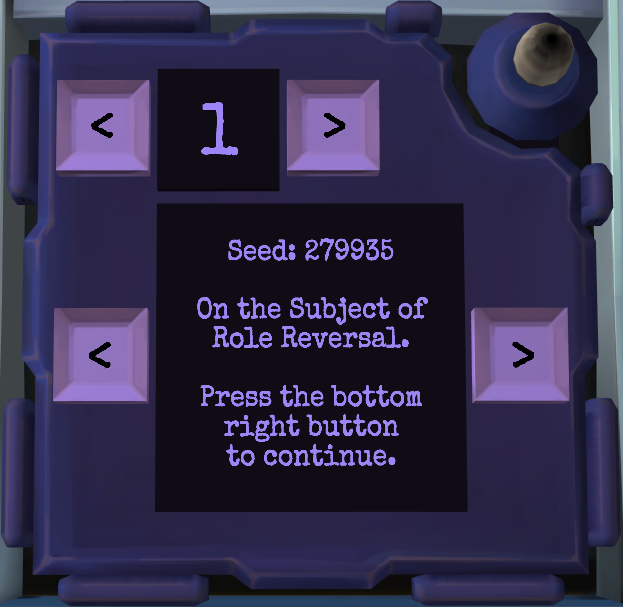 < 1 >
Seed: 279935
On the Subject of
Role Reversal.
< >
Press the bottom
right button
to continue.